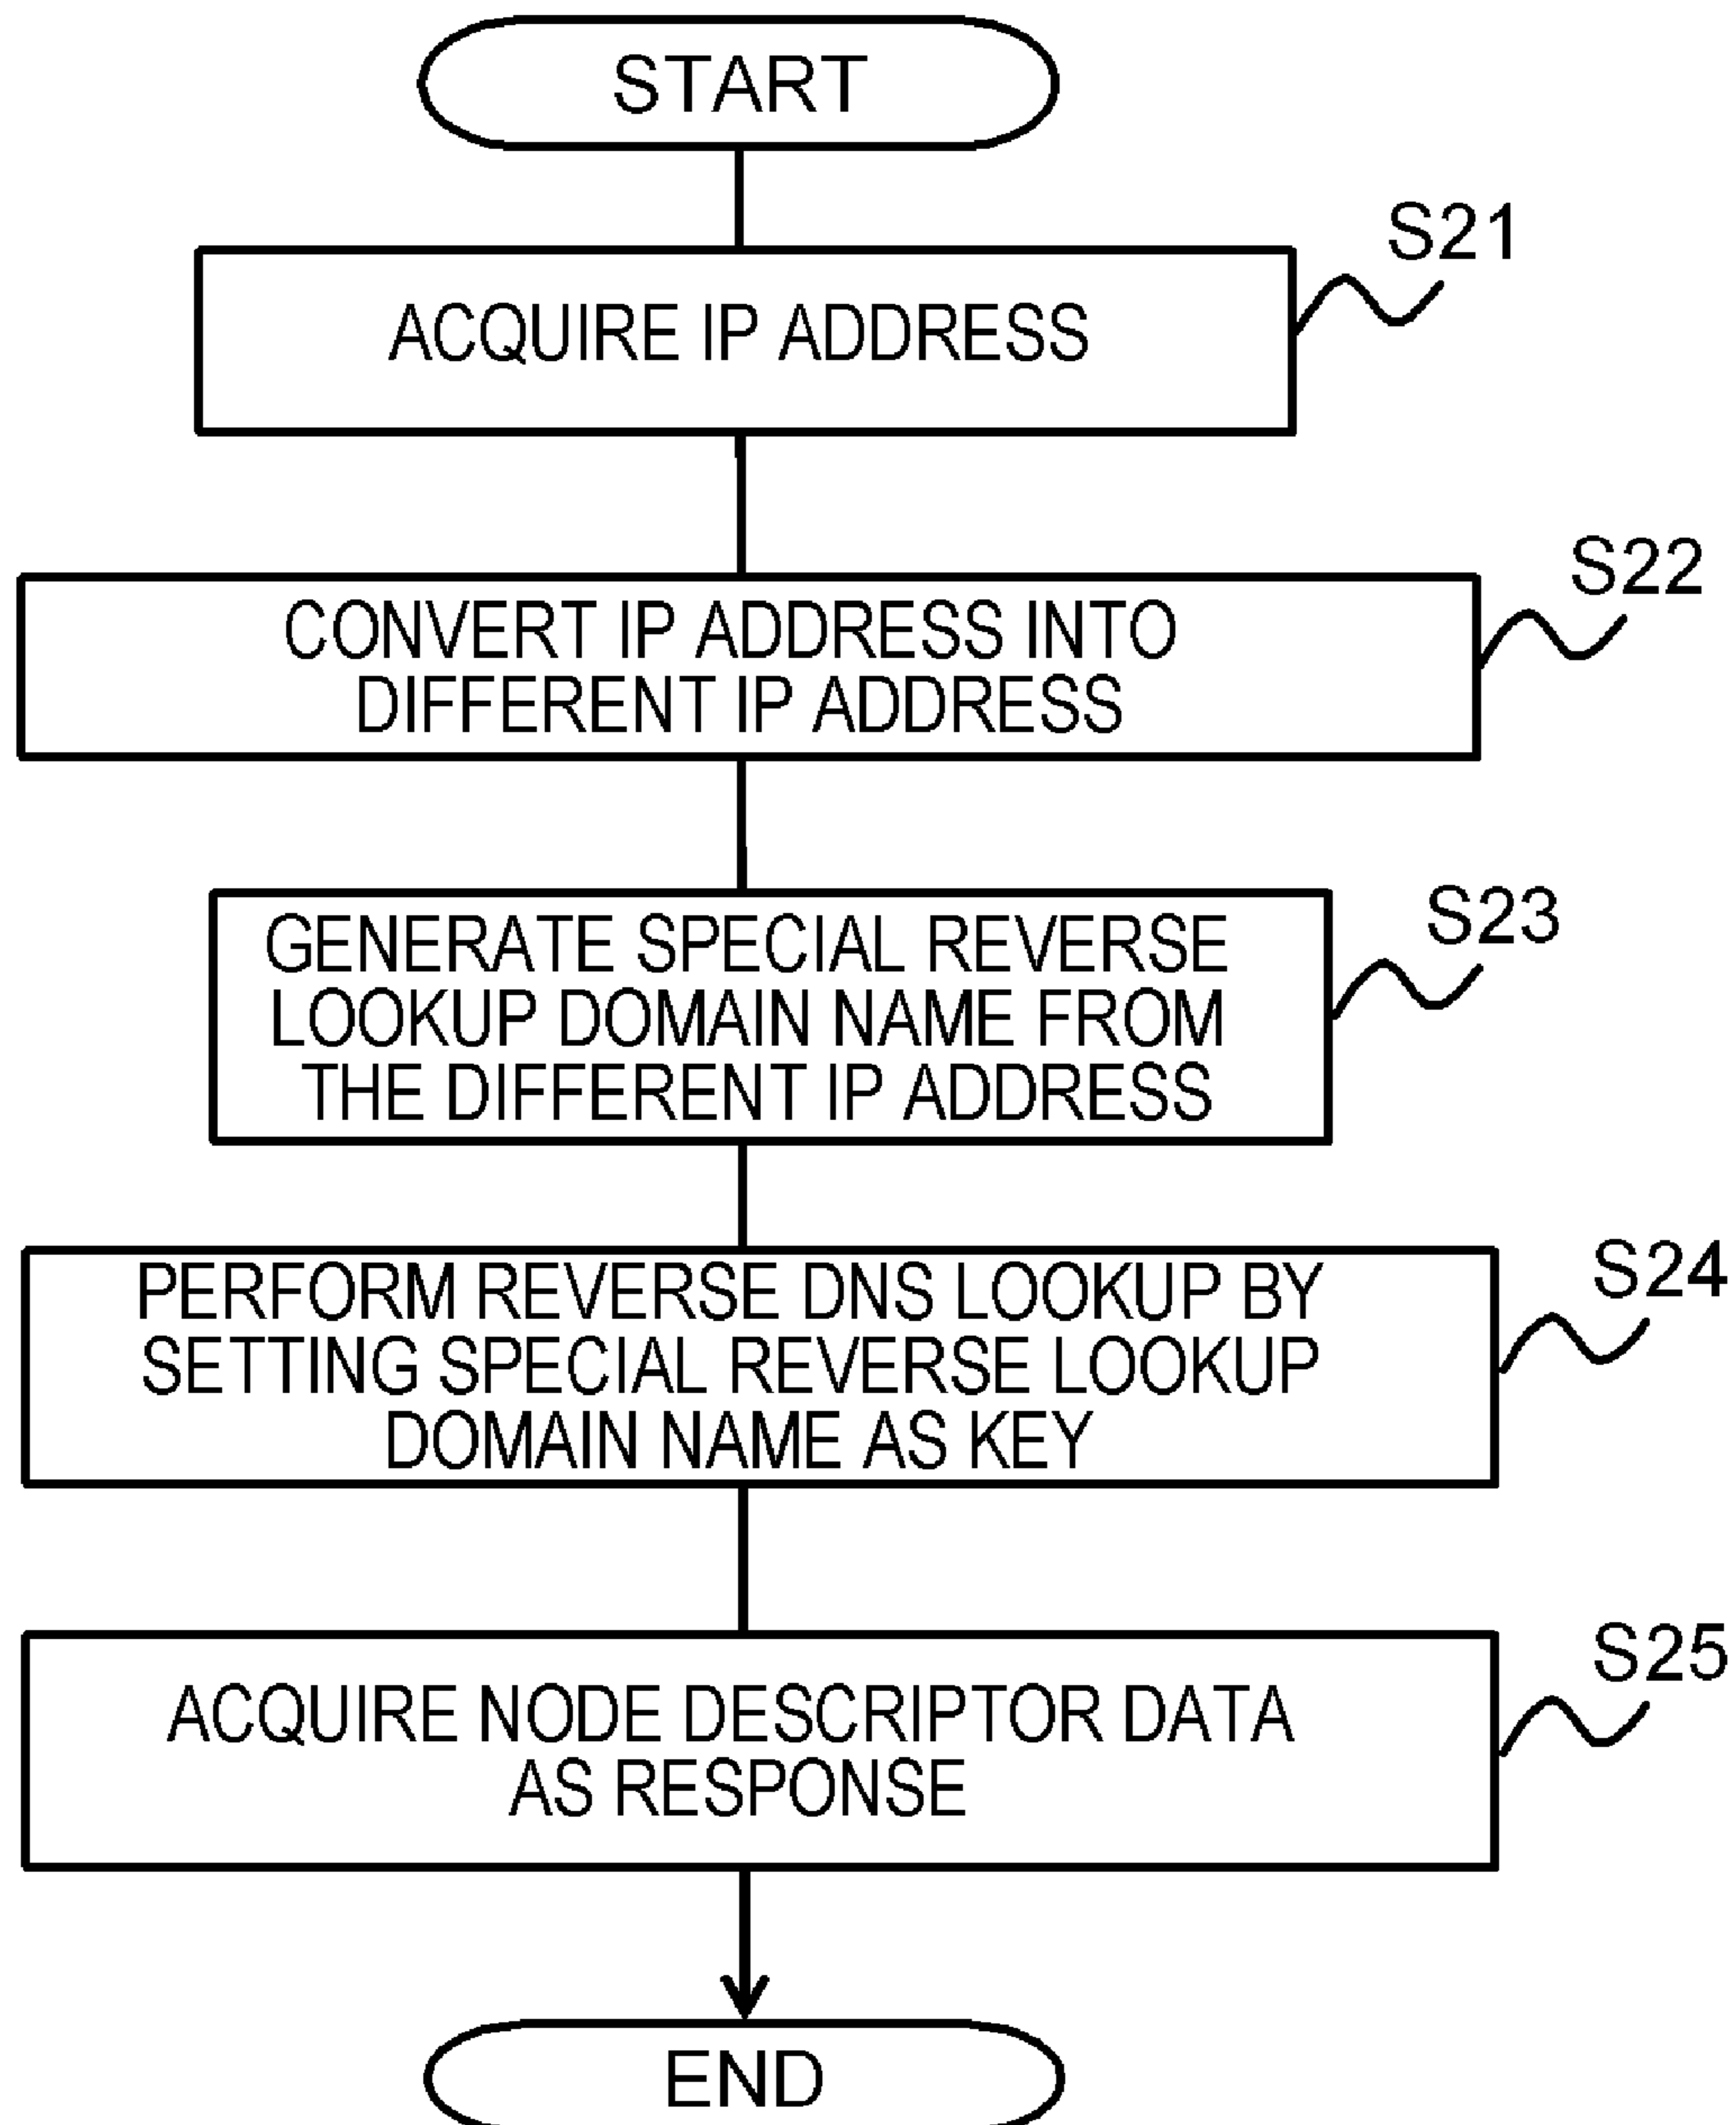 START
S21
ACQUIRE IP ADDRESS
S22
CONVERT IP ADDRESS INTO
DIFFERENT IP ADDRESS
S23
GENERATE SPECIAL REVERSE
LOOKUP DOMAIN NAME FROM
THE DIFFERENT IP ADDRESS
S24
PERFORM REVERSE DNS LOOKUP BY
SETTING SPECIAL REVERSE LOOKUP
DOMAIN NAME AS KEY
S25
ACQUIRE NODE DESCRIPTOR DATA
AS RESPONSE
END